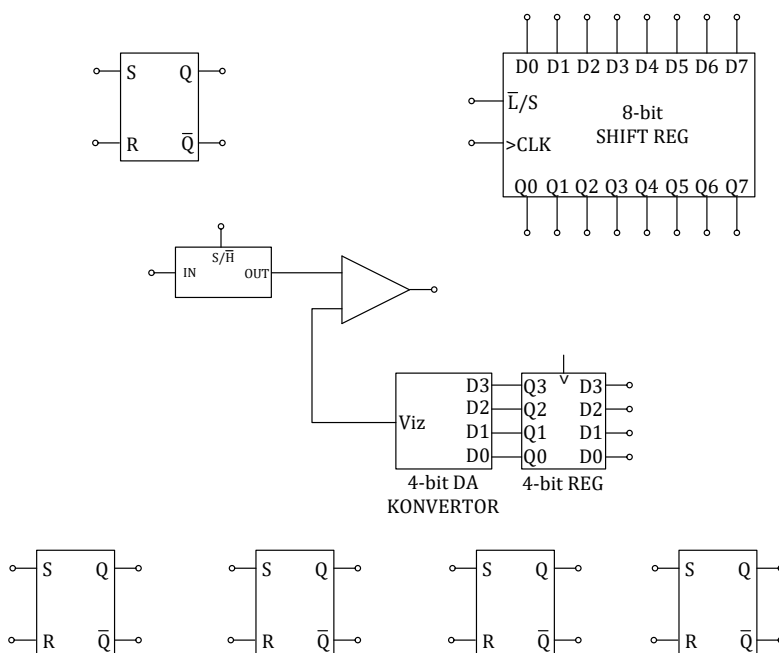 D0 D1 D2 D3 D4 D5 D6 D7
S Q
L̅/S
8-bit
SHIFT REG
R Q̅
>CLK
Q0 Q1 Q2 Q3 Q4 Q5 Q6 Q7
S/H̅
IN OUT
>
D3 Q3 D3
D2 Q2 D2
Viz
D1 Q1 D1
D0 Q0 D0
4-bit DA
KONVERTOR
4-bit REG
S Q S Q S Q S Q
R Q̅ R Q̅ R Q̅ R Q̅